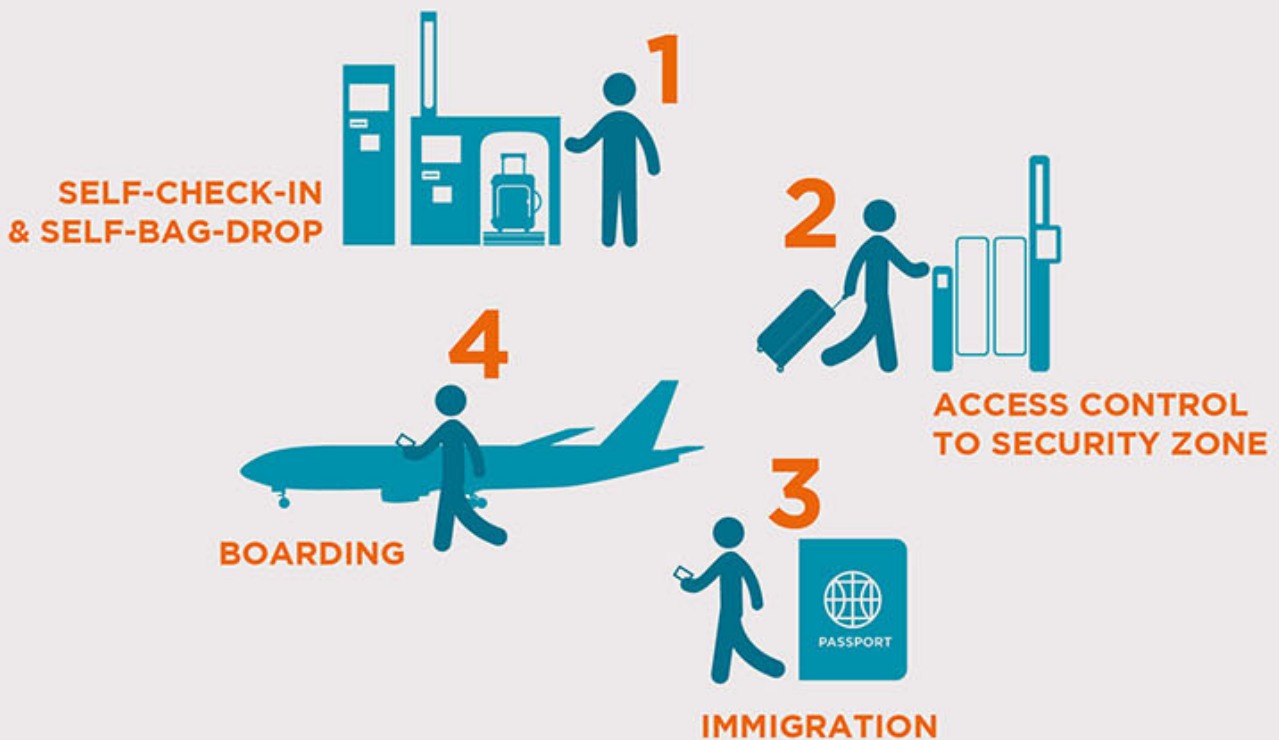 1
SELF-CHECK-IN
& SELF-BAG-DROP
2
ACCESS CONTROL
TO SECURITY ZONE
3
PASSPORT
IMMIGRATION
4
BOARDING